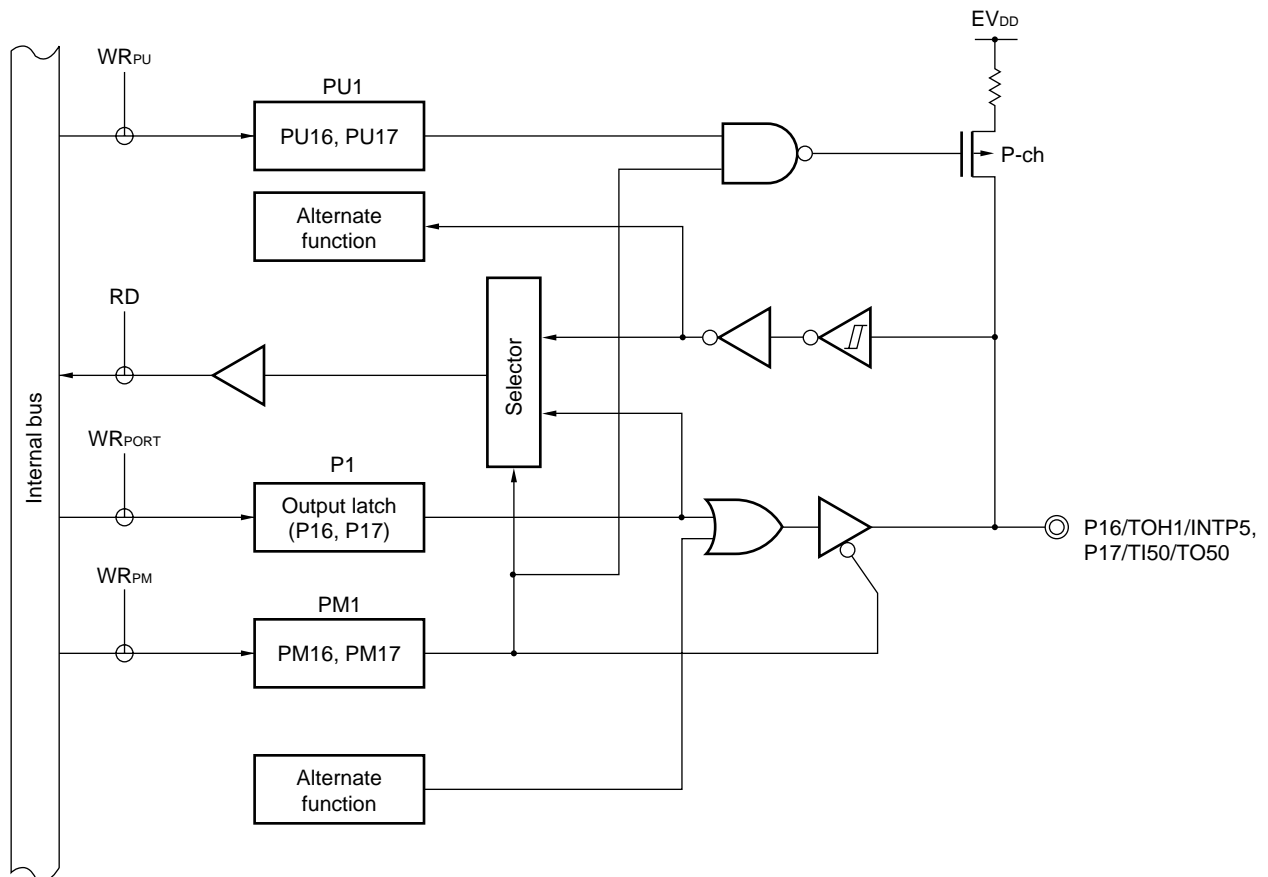 EVDD
WRPU
PU1
PU16, PU17
P-ch
Alternate
function
RD
Selector
Internal bus
WRPORT
P1
Output latch
(P16, P17)
P16/TOH1/INTP5,
P17/TI50/TO50
WRPM
PM1
PM16, PM17
Alternate
function